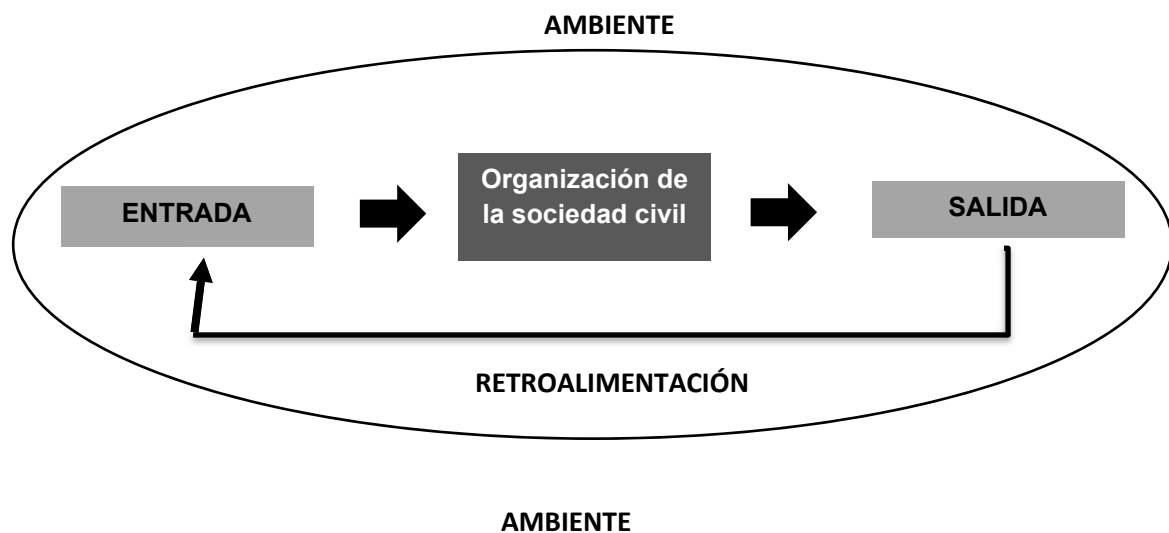 AMBIENTE
ENTRADA
Organización de
la sociedad civil
SALIDA
RETROALIMENTACIÓN
AMBIENTE